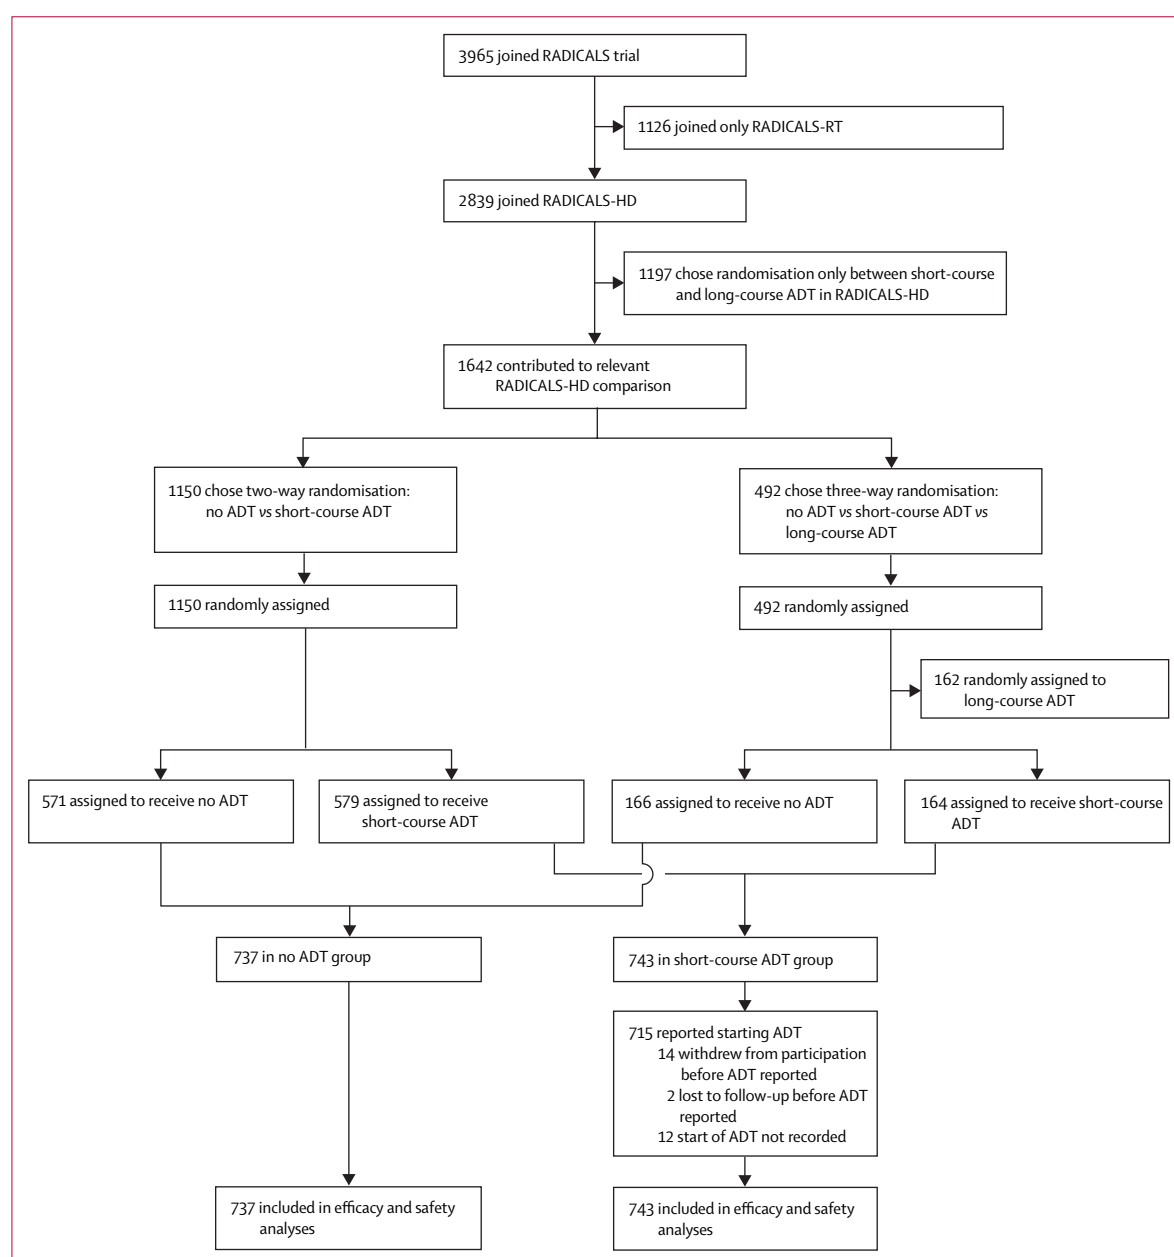 3965 joined RADICALS trial
1126 joined only RADICALS-RT
2839 joined RADICALS-HD
1197 chose randomisation only between short-course
and long-course ADT in RADICALS-HD
1642 contributed to relevant
RADICALS-HD comparison
1150 chose two-way randomisation:
no ADT vs short-course ADT
492 chose three-way randomisation:
no ADT vs short-course ADT vs
long-course ADT
1150 randomly assigned
492 randomly assigned
162 randomly assigned to
long-course ADT
571 assigned to receive no ADT
579 assigned to receive
short-course ADT
166 assigned to receive no ADT
164 assigned to receive short-course
ADT
737 in no ADT group
743 in short-course ADT group
715 reported starting ADT
14 withdrew from participation
before ADT reported
2 lost to follow-up before ADT
reported
12 start of ADT not recorded
737 included in efficacy and safety
analyses
743 included in efficacy and safety
analyses